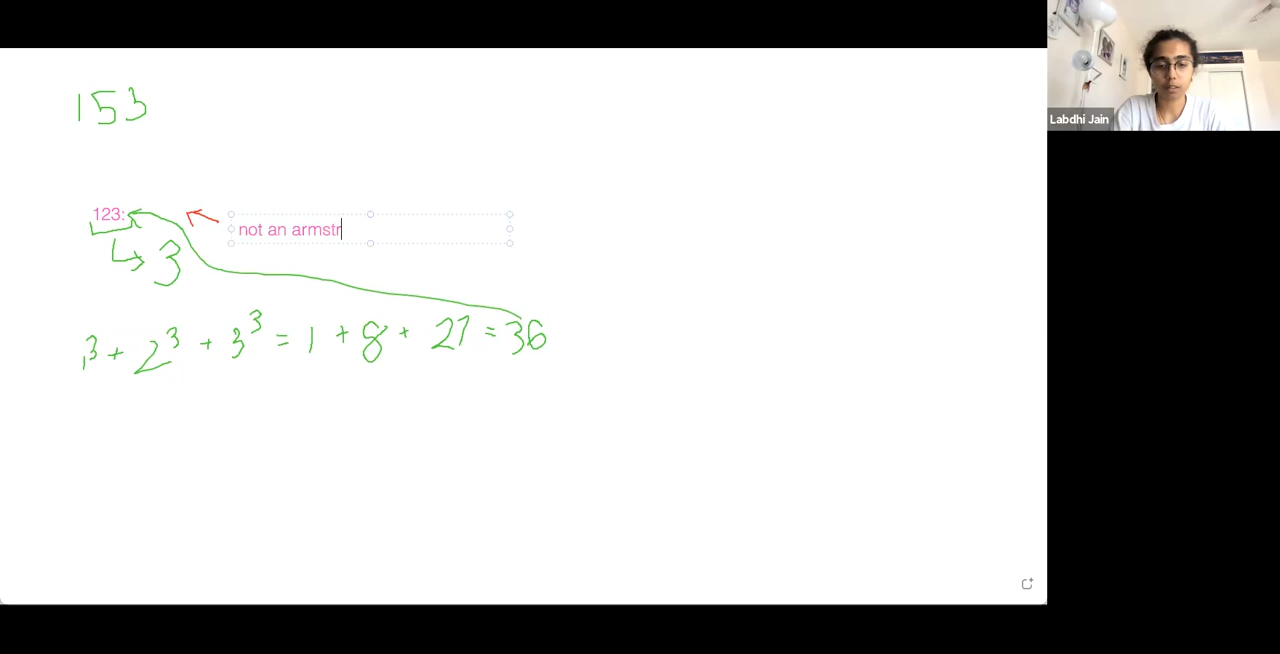 153
Labdhi Jain
123:
not an armstr
3
1³ + 2³ + 3³ = 1 + 8 + 27 = 36